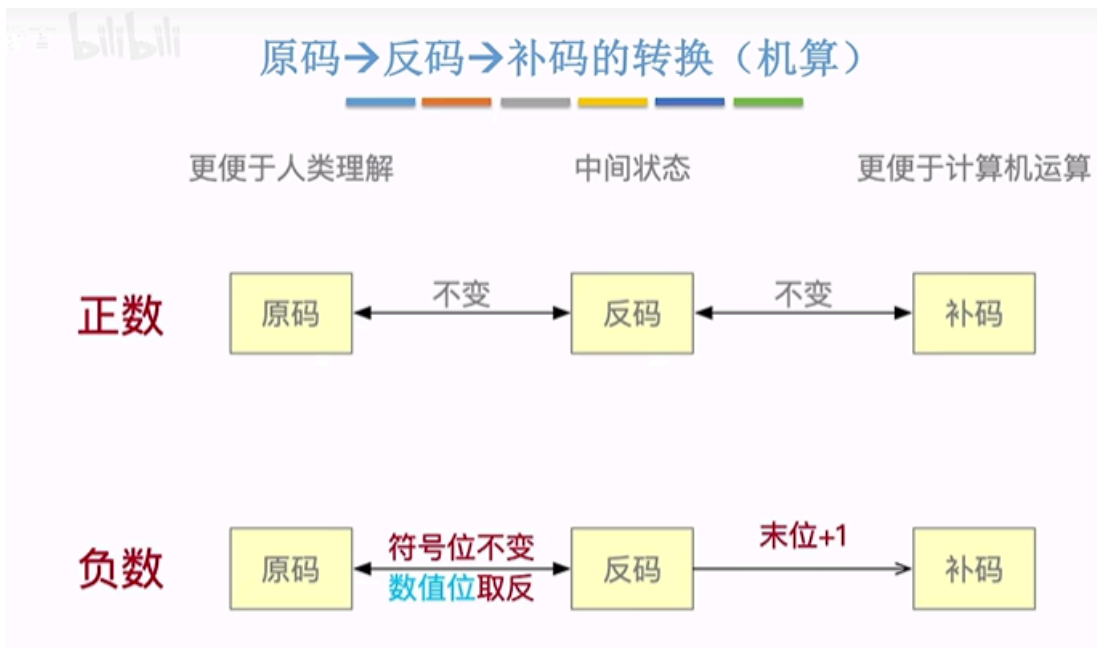 bilibili
原码→反码→补码的转换（机算）
更便于人类理解
中间状态
更便于计算机运算
正数
原码
不变
反码
不变
补码
负数
原码
符号位不变
数值位取反
反码
末位+1
补码